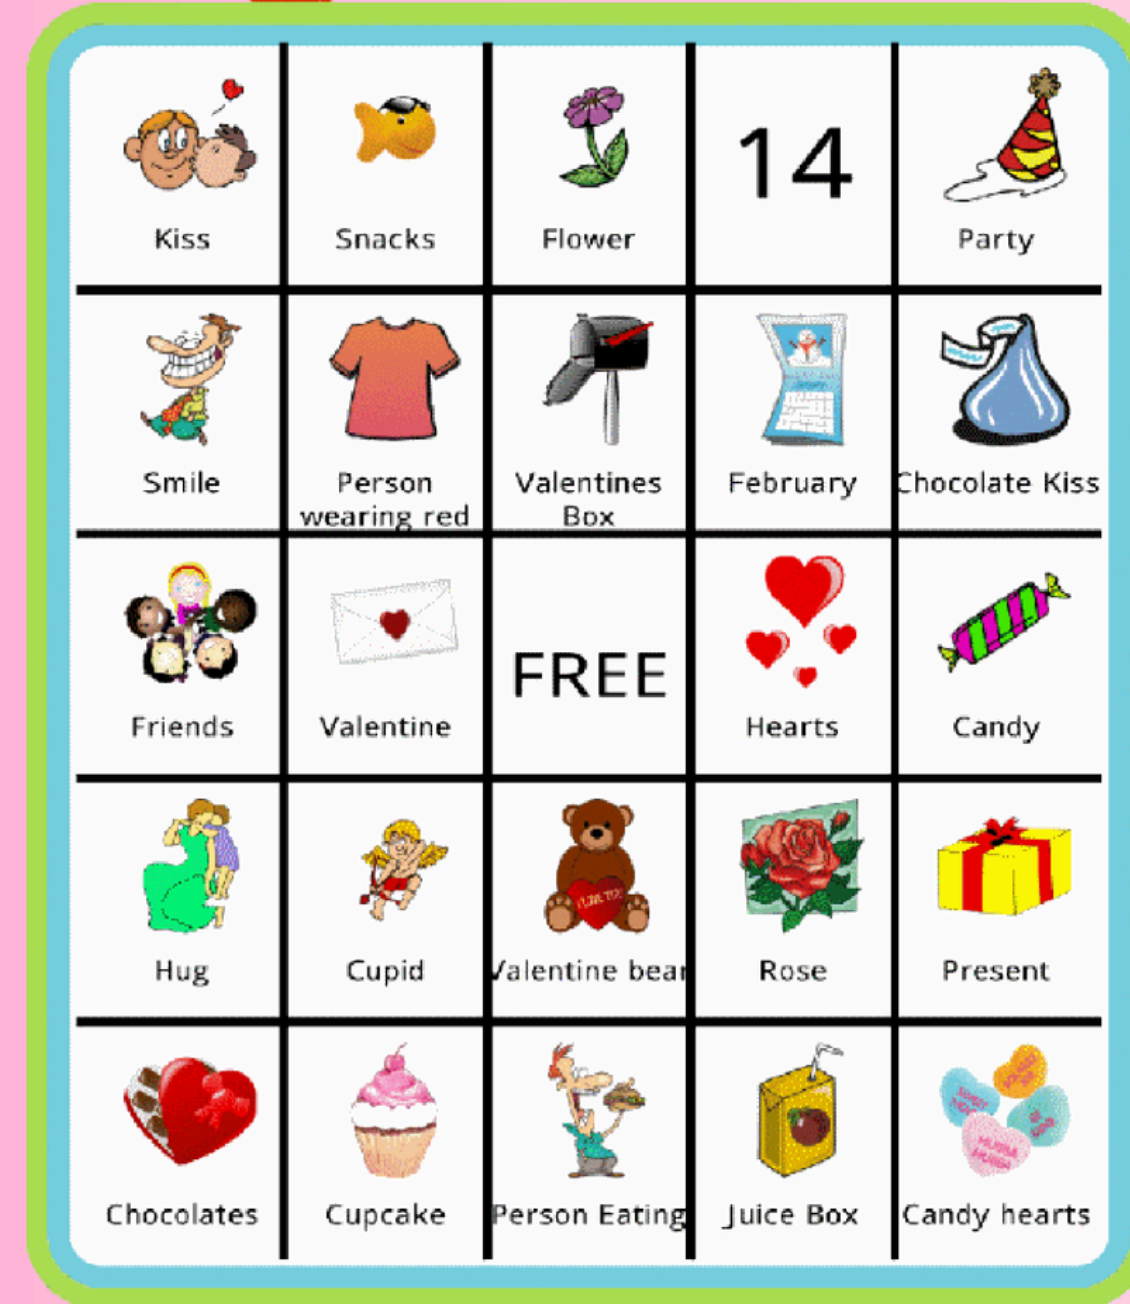 Kiss
Snacks
Flower
14
Party
Smile
Person
wearing red
Valentines
Box
February
Chocolate Kiss
Friends
Valentine
FREE
Hearts
Candy
Hug
Cupid
Valentine bear
Rose
Present
Chocolates
Cupcake
Person Eating
Juice Box
Candy hearts